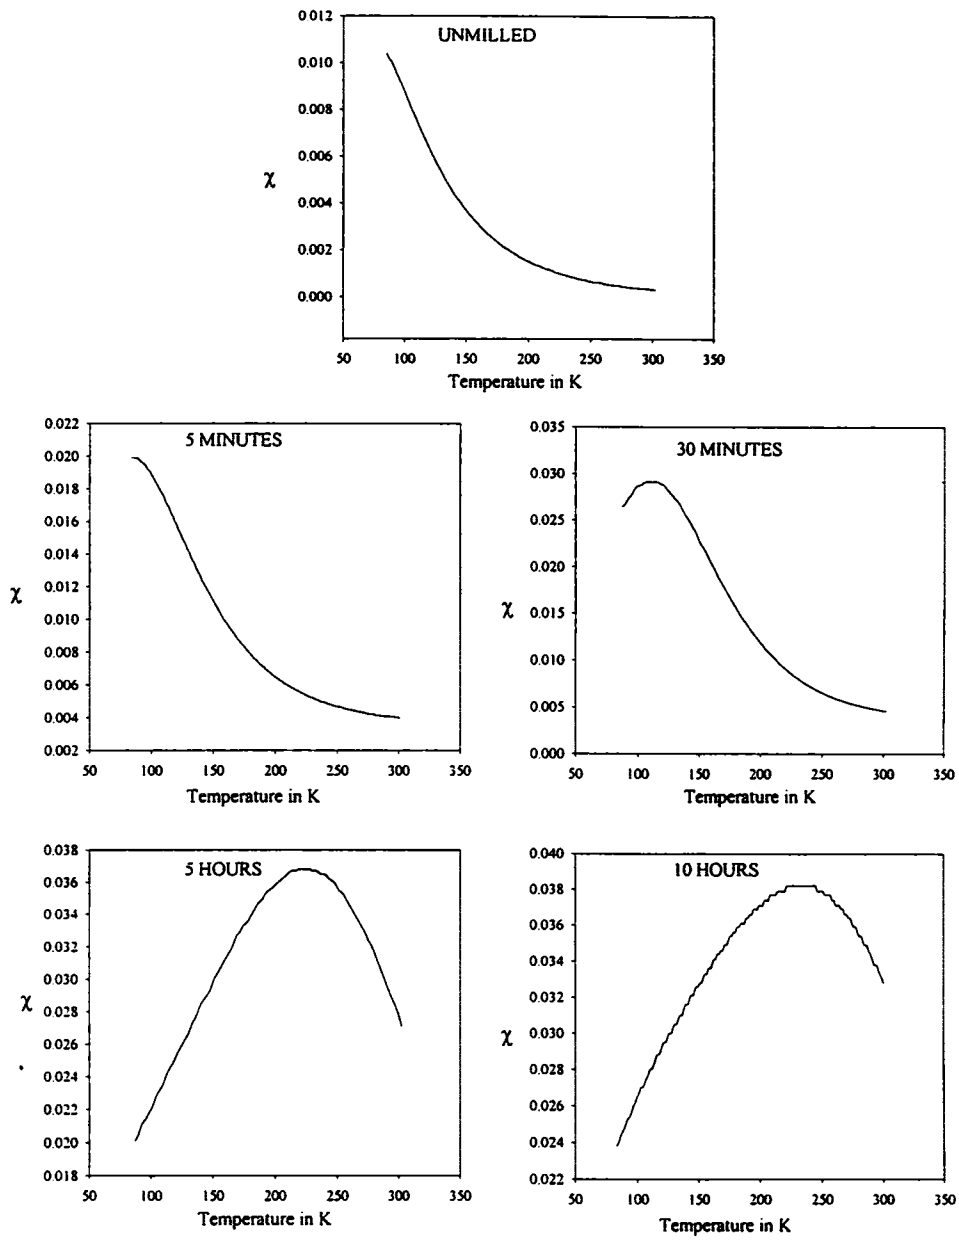 0.012
UNMILLED
0.010
0.008
0.006
χ
0.004
0.002
0.000
50 100 150 200 250 300 350
Temperature in K
0.022
5 MINUTES
0.020
0.018
0.016
0.014
0.012
χ
0.010
0.008
0.006
0.004
0.002
50 100 150 200 250 300 350
Temperature in K
0.035
30 MINUTES
0.030
0.025
0.020
χ
0.015
0.010
0.005
0.000
50 100 150 200 250 300 350
Temperature in K
0.038
5 HOURS
0.036
0.034
0.032
0.030
χ
0.028
0.026
0.024
0.022
0.020
0.018
50 100 150 200 250 300 350
Temperature in K
0.040
10 HOURS
0.038
0.036
0.034
0.032
0.030
χ
0.028
0.026
0.024
0.022
50 100 150 200 250 300 350
Temperature in K